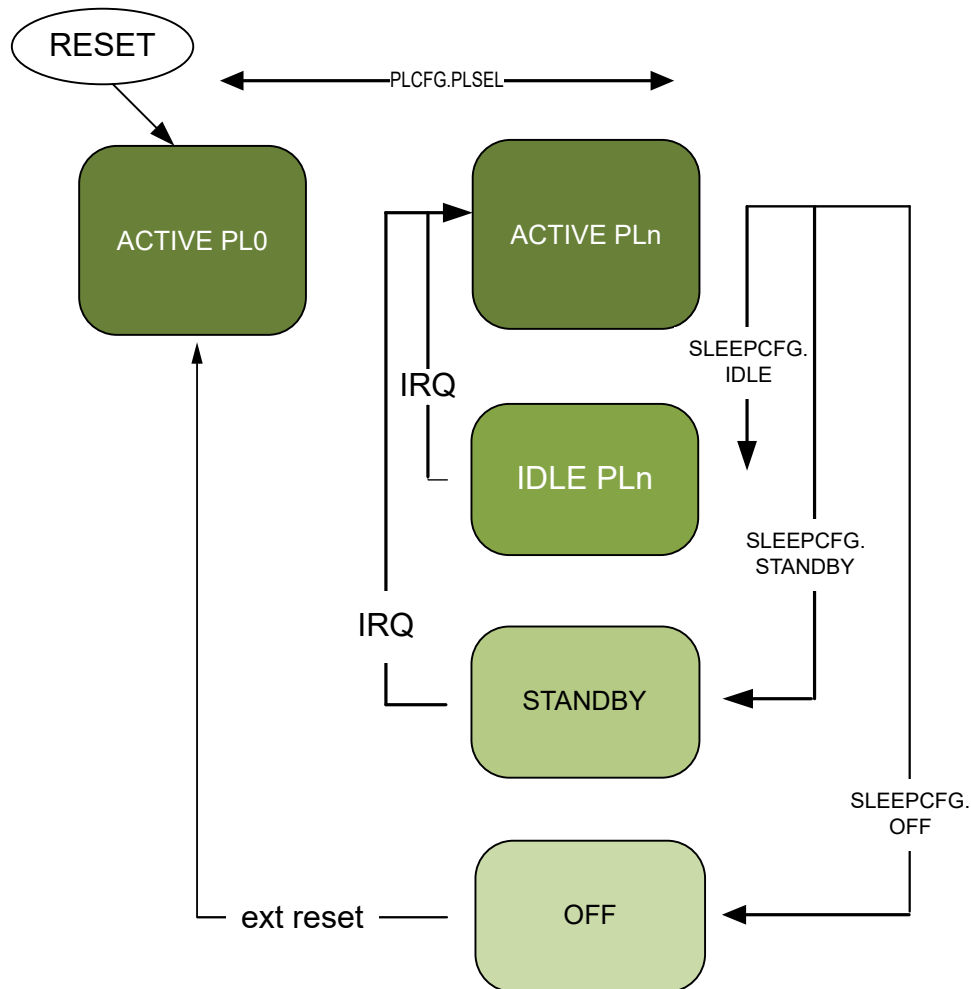 RESET
PLCFG.PLSEL
ACTIVE PL0
ACTIVE PLn
SLEEPCFG.
IDLE
IRQ
IDLE PLn
SLEEPCFG.
STANDBY
IRQ
STANDBY
SLEEPCFG.
OFF
ext reset
OFF